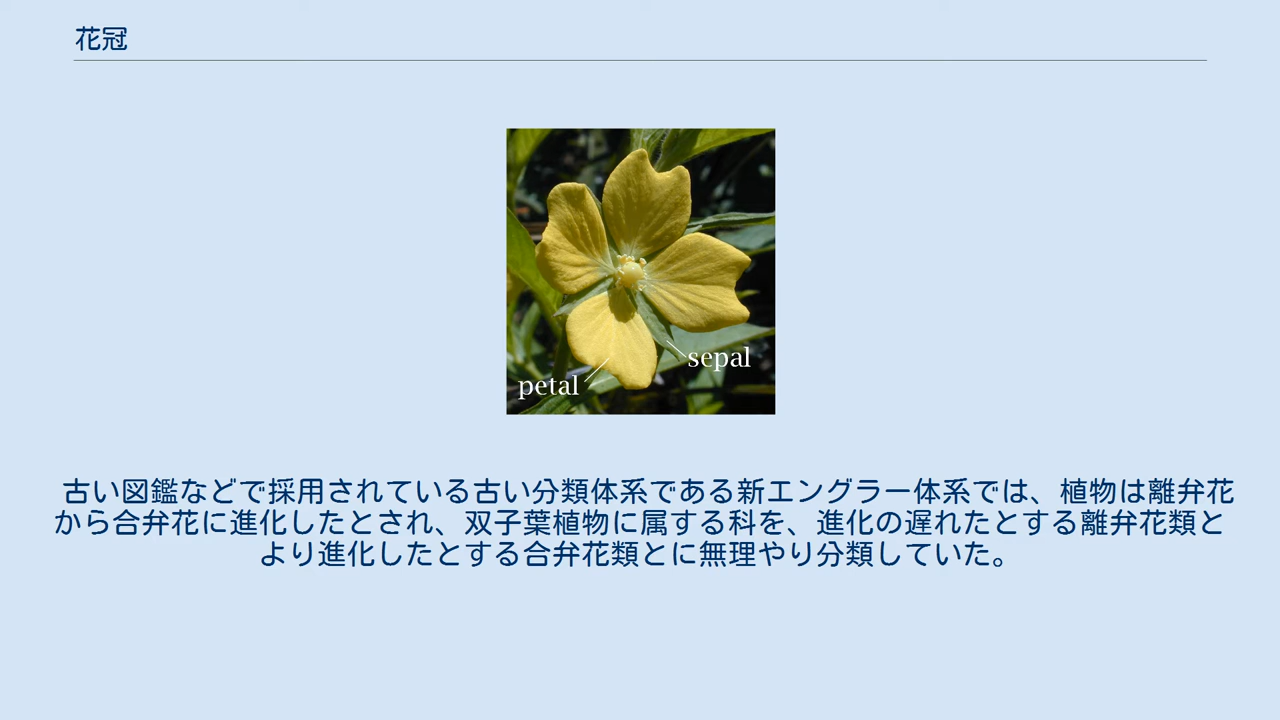 花冠
sepal
petal
古い図鑑などで採用されている古い分類体系である新エングラー体系では、植物は離弁花
から合弁花に進化したとされ、双子葉植物に属する科を、進化の遅れたとする離弁花類と
より進化したとする合弁花類とに無理やり分類していた。